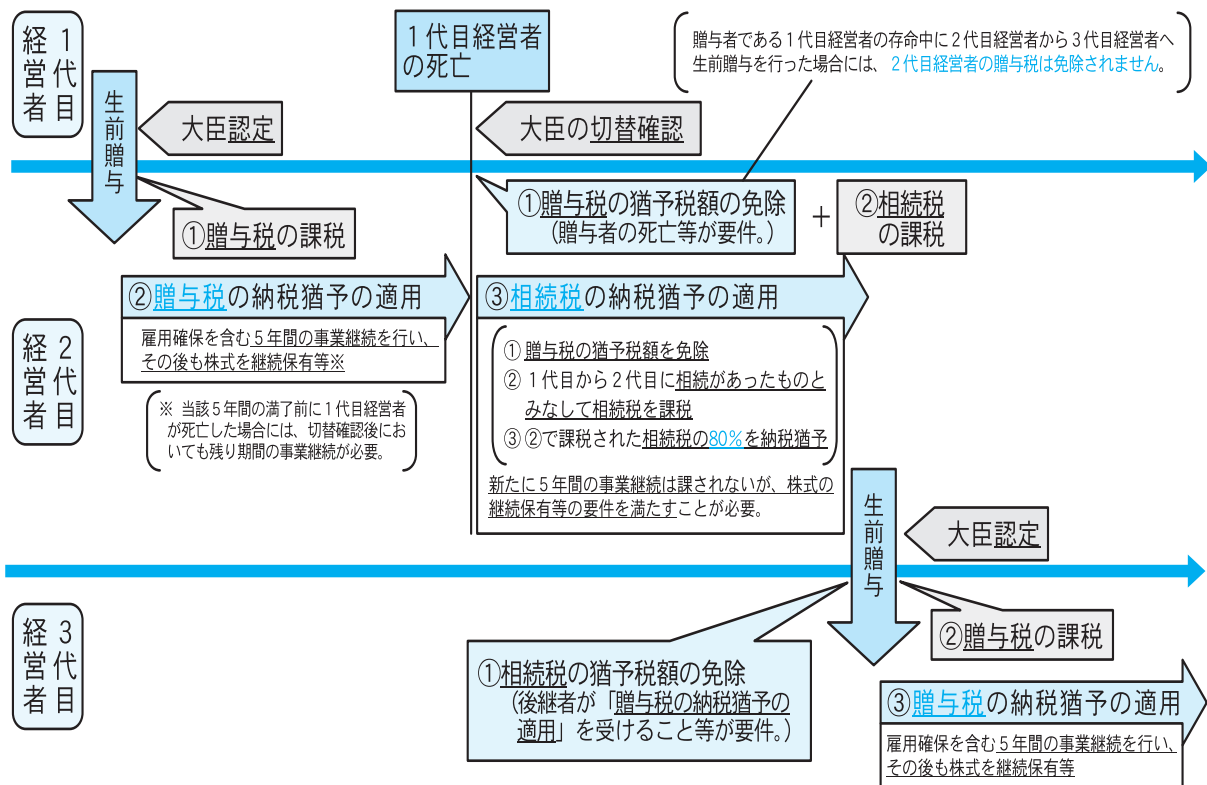 1代目
経営者
生前贈与
大臣認定
①贈与税の課税
1代目経営者
の死亡
大臣の切替確認
贈与者である1代目経営者の存命中に2代目経営者から3代目経営者へ
生前贈与を行った場合には、2代目経営者の贈与税は免除されません。
①贈与税の猶予税額の免除
(贈与者の死亡等が要件。)
+
②相続税
の課税
2代目
経営者
②贈与税の納税猶予の適用
雇用確保を含む5年間の事業継続を行い、
その後も株式を継続保有等※
※ 当該5年間の満了前に1代目経営者
が死亡した場合には、切替確認後にお
いても残り期間の事業継続が必要。
③相続税の納税猶予の適用
① 贈与税の猶予税額を免除
② 1代目から2代目に相続があったものと
みなして相続税を課税
③ ②で課税された相続税の80%を納税猶予
新たに5年間の事業継続は課されないが、株式の
継続保有等の要件を満たすことが必要。
生前贈与
大臣認定
3代目
経営者
①相続税の猶予税額の免除
(後継者が「贈与税の納税猶予の
適用」を受けること等が要件。)
②贈与税の課税
③贈与税の納税猶予の適用
雇用確保を含む5年間の事業継続を行い、
その後も株式を継続保有等